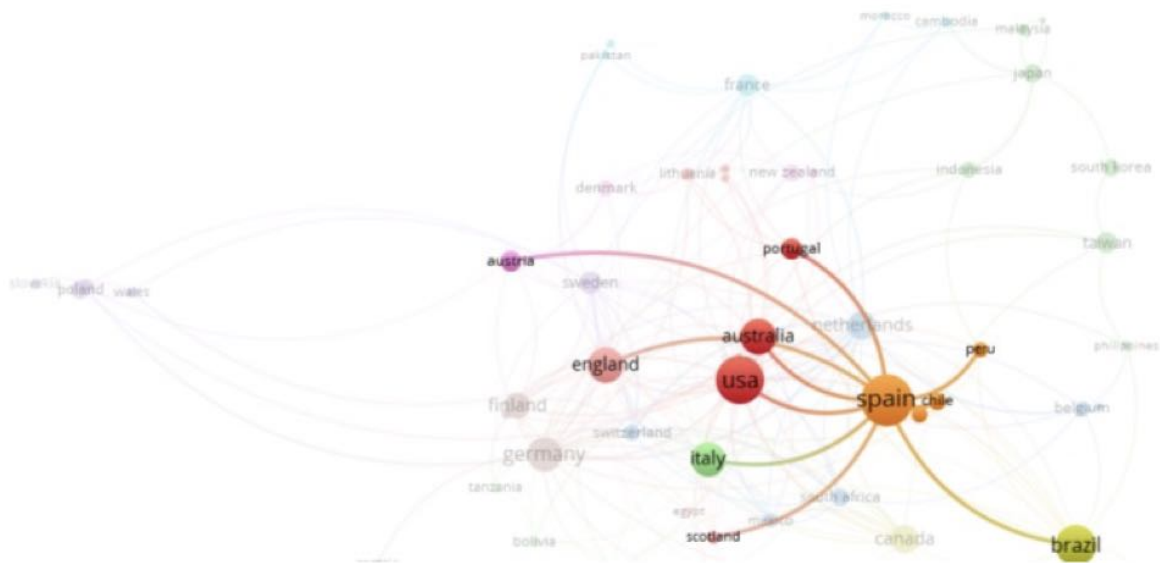 morocco
cambodia
malaysia
pakistan
france
japan
lithuania
new zealand
indonesia
south korea
denmark
portugal
taiwan
austria
sweden
poland
wales
netherlands
australia
philippines
peru
england
usa
spain
chile
finland
belgium
switzerland
germany
italy
tanzania
south africa
egypt
mexico
scotland
canada
bolivia
brazil